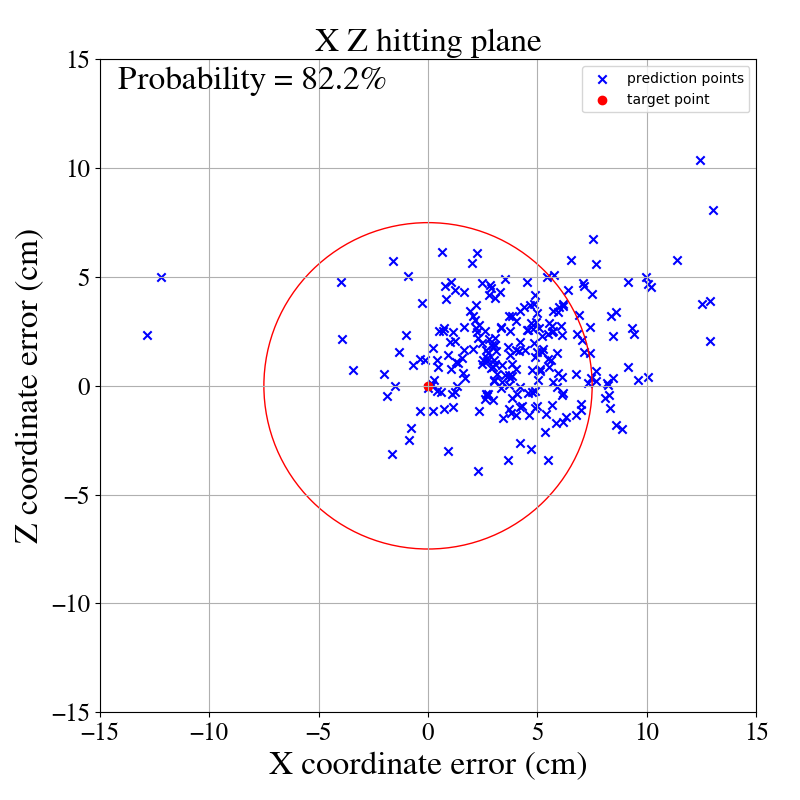 X Z hitting plane
Probability = 82.2%
prediction points
target point
15
10
5
0
−5
−10
−15
Z coordinate error (cm)
−15 −10 −5 0 5 10 15
X coordinate error (cm)